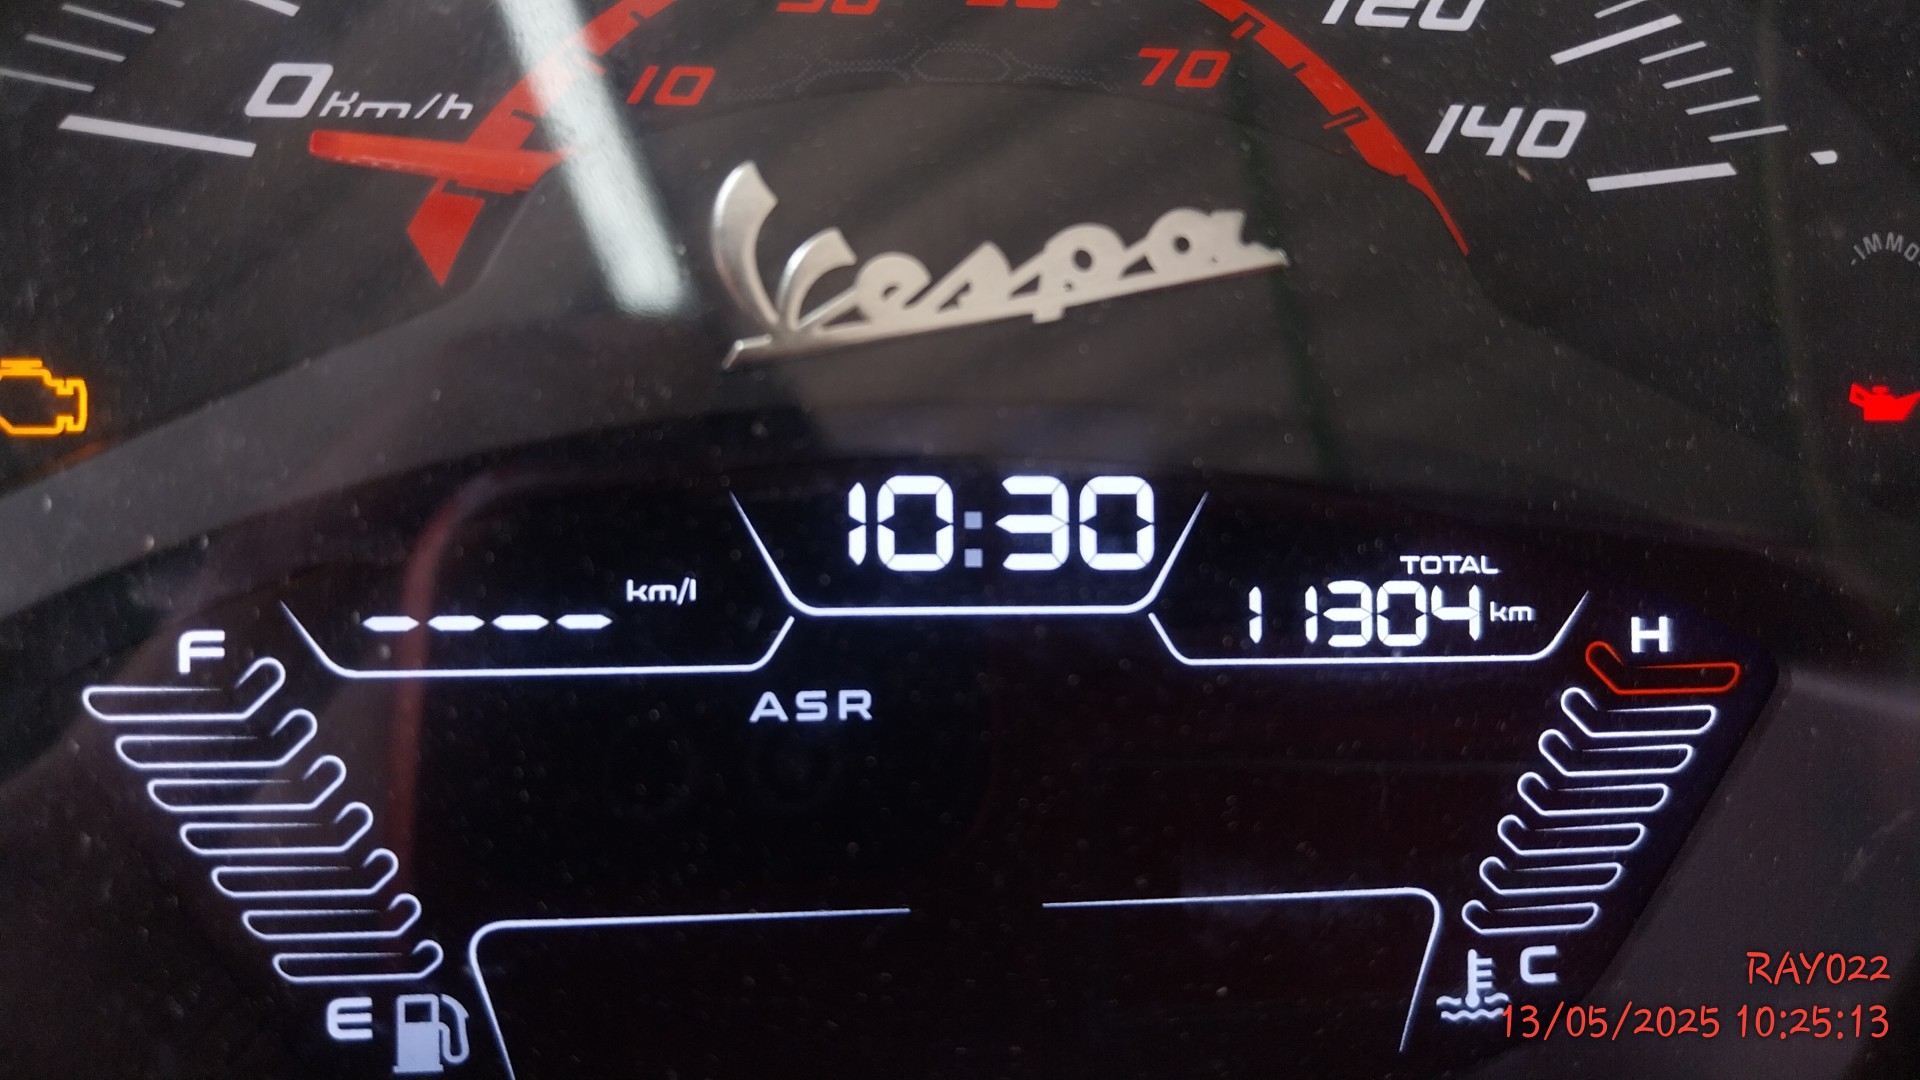 120
0 km/h
10
70
140
Vespa
10:30
TOTAL
11304 km
---- km/l
F
H
ASR
E
C
RAY022
13/05/2025 10:25:13